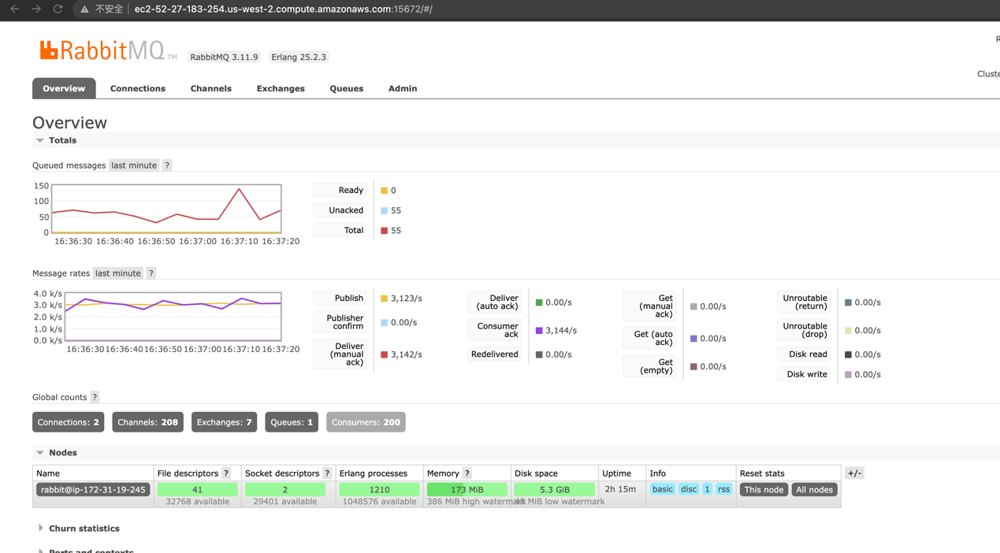 不安全 ec2-52-27-183-254.us-west-2.compute.amazonaws.com:15672/#/
RabbitMQ TM RabbitMQ 3.11.9 Erlang 25.2.3
R
Cluste
Overview Connections Channels Exchanges Queues Admin
Overview
Totals
Queued messages last minute ?
150
100
50
0
16:36:30 16:36:40 16:36:50 16:37:00 16:37:10 16:37:20
Ready 0
Unacked 55
Total 55
Message rates last minute ?
4.0 k/s
3.0 k/s
2.0 k/s
1.0 k/s
0.0 k/s
16:36:30 16:36:40 16:36:50 16:37:00 16:37:10 16:37:20
Publish 3,123/s
Publisher
confirm 0.00/s
Deliver
(manual 3,142/s
ack)
Deliver
(auto ack) 0.00/s
Consumer
ack 3,144/s
Redelivered 0.00/s
Get
(manual 0.00/s
ack)
Get (auto
ack) 0.00/s
Get
(empty) 0.00/s
Unroutable
(return) 0.00/s
Unroutable
(drop) 0.00/s
Disk read 0.00/s
Disk write 0.00/s
Global counts ?
Connections: 2 Channels: 208 Exchanges: 7 Queues: 1 Consumers: 200
Nodes
Name File descriptors ? Socket descriptors ? Erlang processes Memory ? Disk space Uptime Info Reset stats +/-
rabbit@ip-172-31-19-245 41 2 1210 173 MiB 5.3 GiB 2h 15m basic disc 1 rss This node All nodes
32768 available 29401 available 1048576 available 386 MiB high watermark 48 MiB low watermark
Churn statistics
Ports and contexts